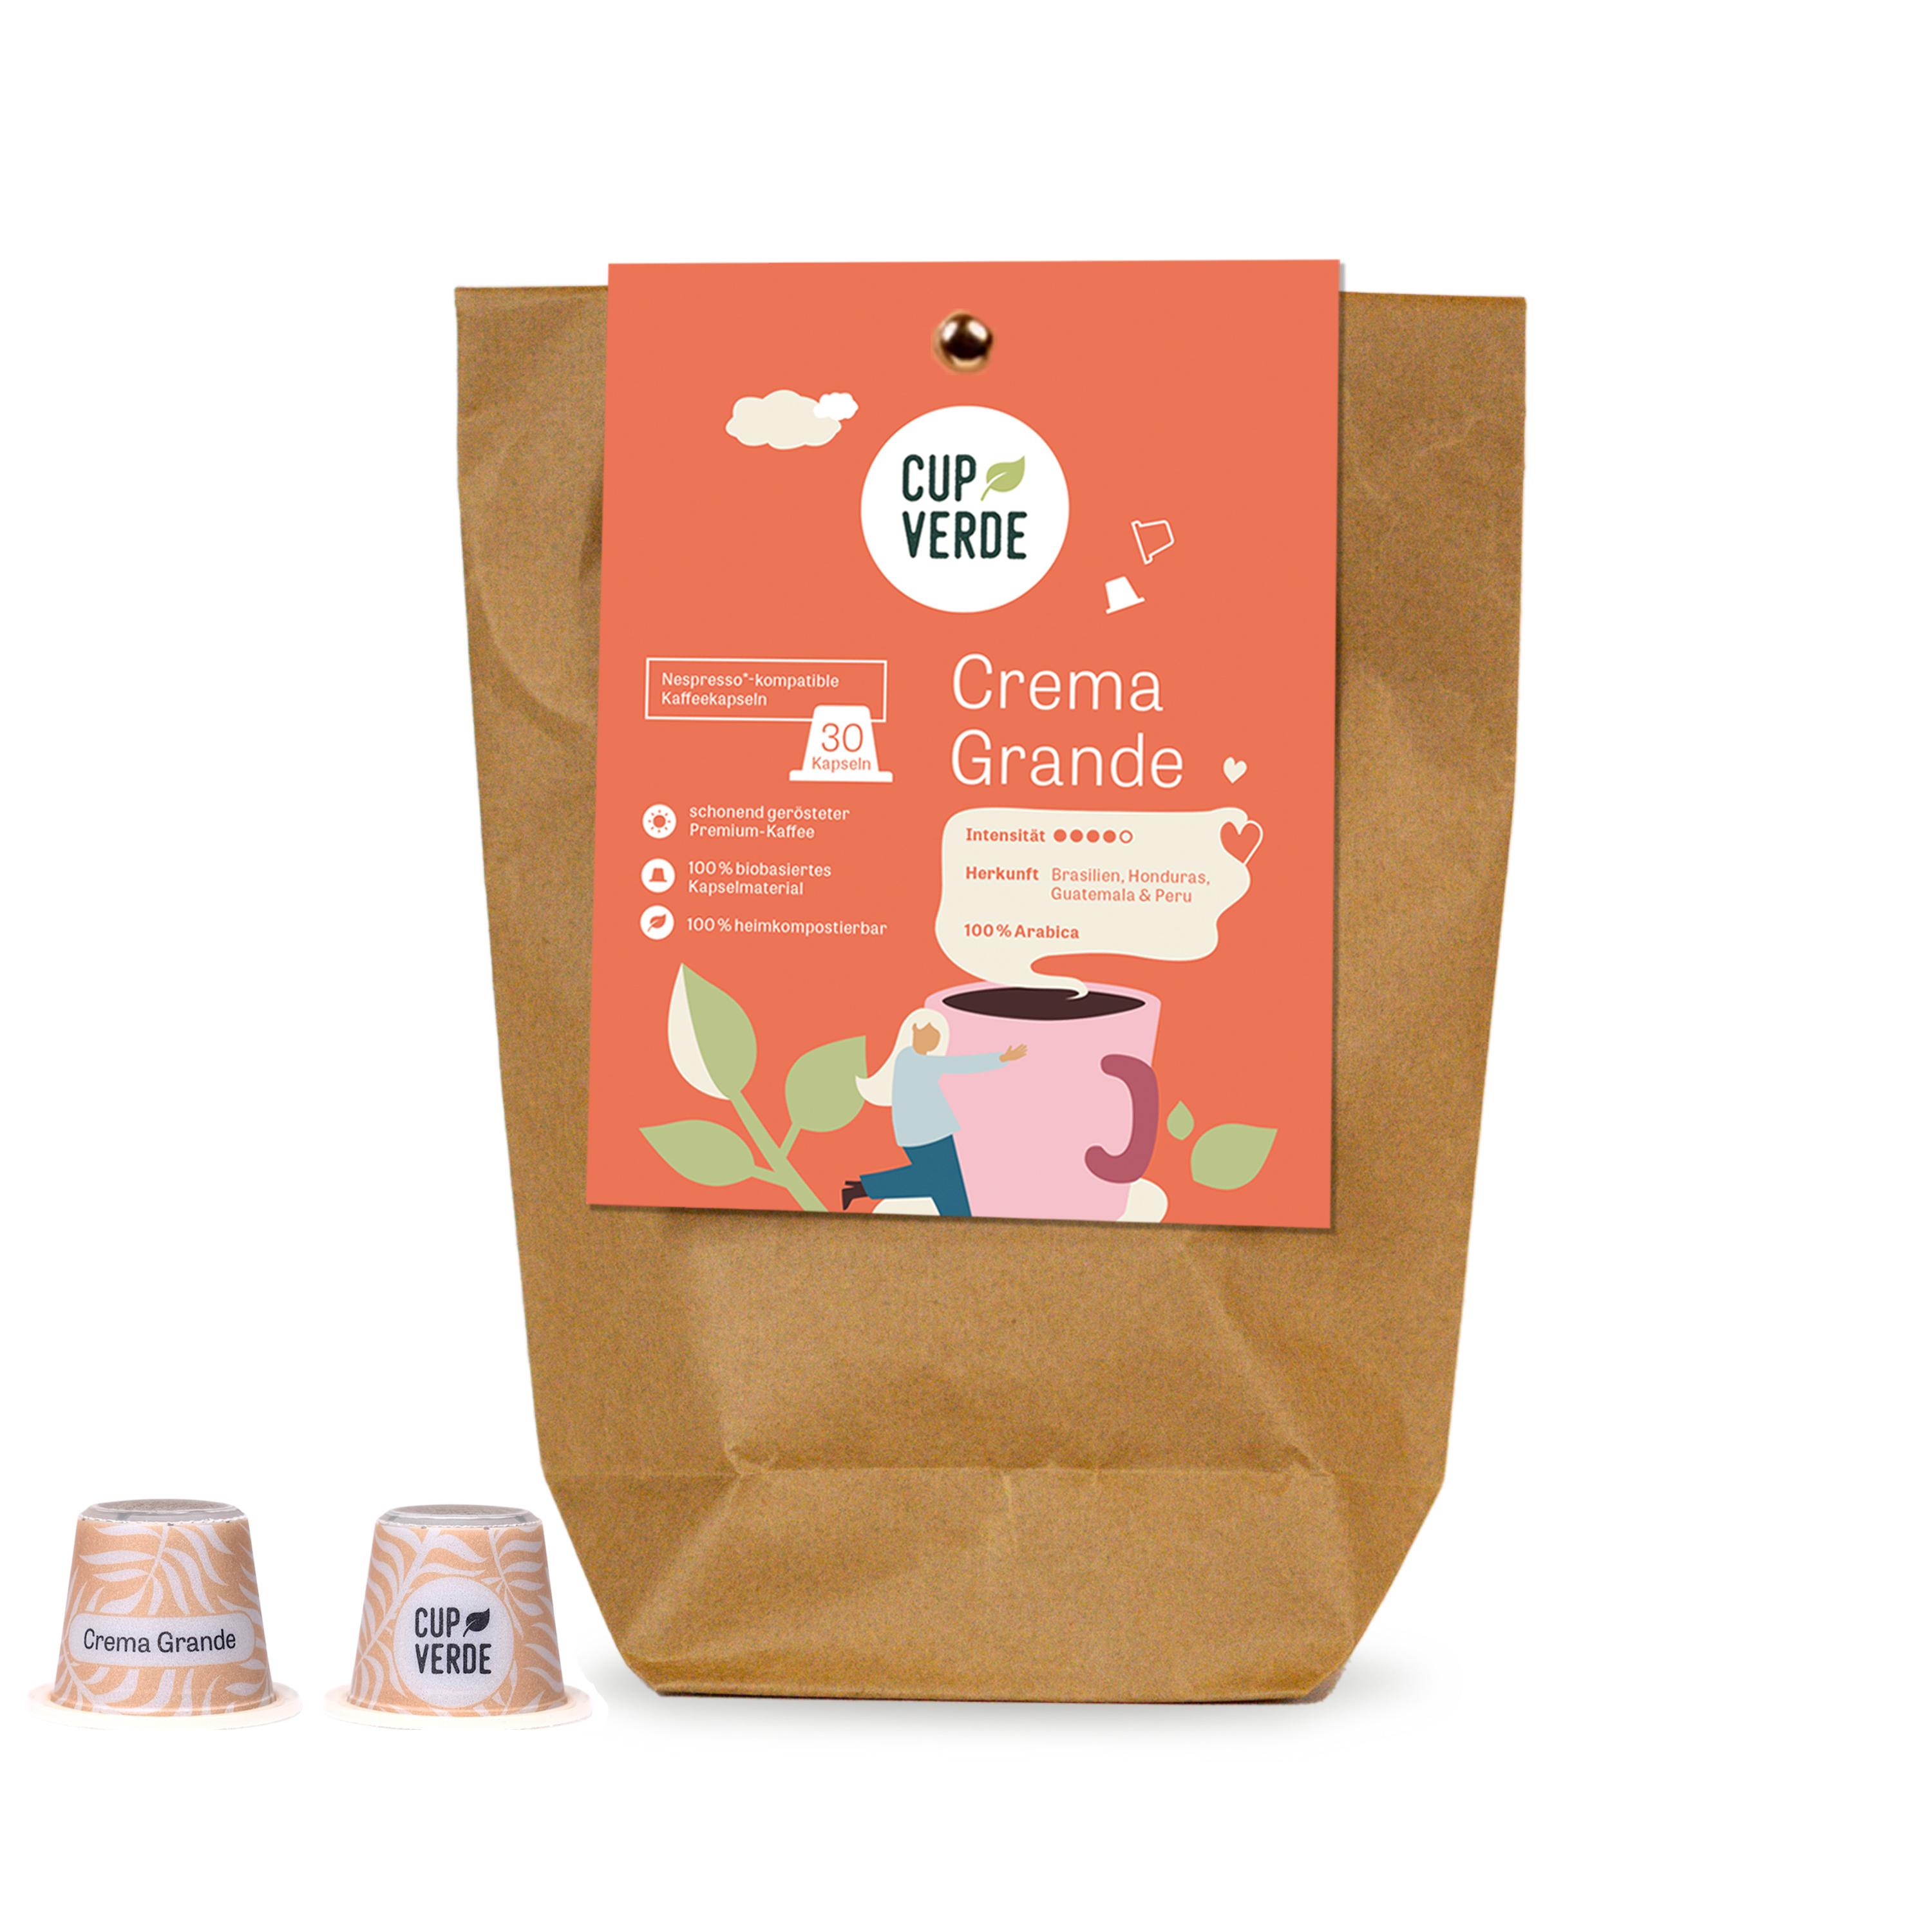 CUP
VERDE
Nespresso*-kompatible
Kaffeekapseln
30
Kapseln
Crema
Grande
schonend gerösteter
Premium-Kaffee
100 % biobasiertes
Kapselmaterial
100 % heimkompostierbar
Intensität
Herkunft Brasilien, Honduras,
Guatemala & Peru
100 % Arabica
Crema Grande
CUP
VERDE